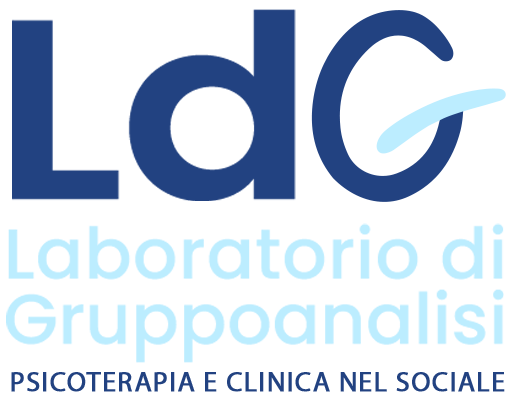 LdG
Laboratorio di
Gruppoanalisi
PSICOTERAPIA E CLINICA NEL SOCIALE